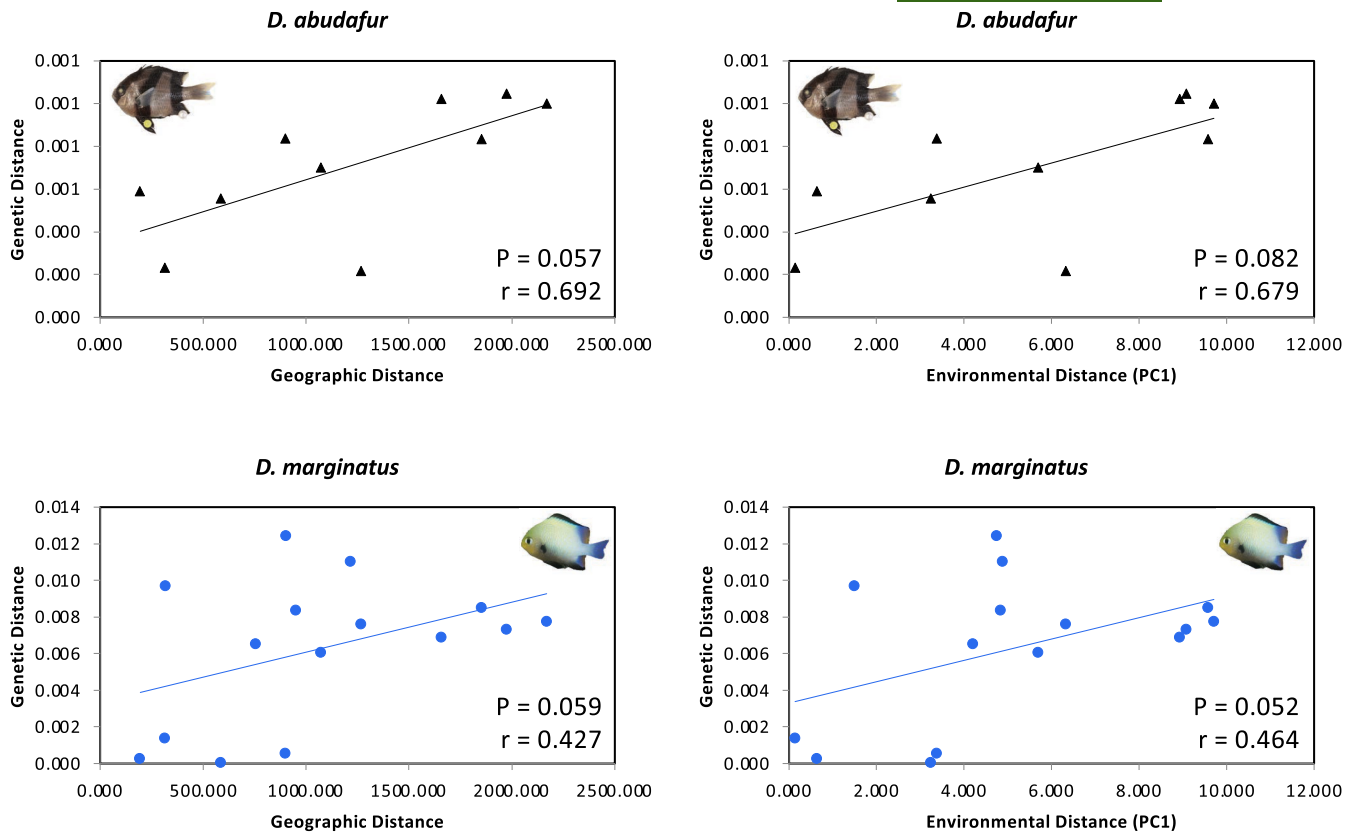 D. abudafur
0.001
0.001
0.001
0.001
0.000
0.000
0.000
Genetic Distance
P = 0.057
r = 0.692
0.000 500.000 1000.000 1500.000 2000.000 2500.000
Geographic Distance
D. abudafur
0.001
0.001
0.001
0.001
0.000
0.000
0.000
Genetic Distance
P = 0.082
r = 0.679
0.000 2.000 4.000 6.000 8.000 10.000 12.000
Environmental Distance (PC1)
D. marginatus
0.014
0.012
0.010
0.008
0.006
0.004
0.002
0.000
Genetic Distance
P = 0.059
r = 0.427
0.000 500.000 1000.000 1500.000 2000.000 2500.000
Geographic Distance
D. marginatus
0.014
0.012
0.010
0.008
0.006
0.004
0.002
0.000
Genetic Distance
P = 0.052
r = 0.464
0.000 2.000 4.000 6.000 8.000 10.000 12.000
Environmental Distance (PC1)